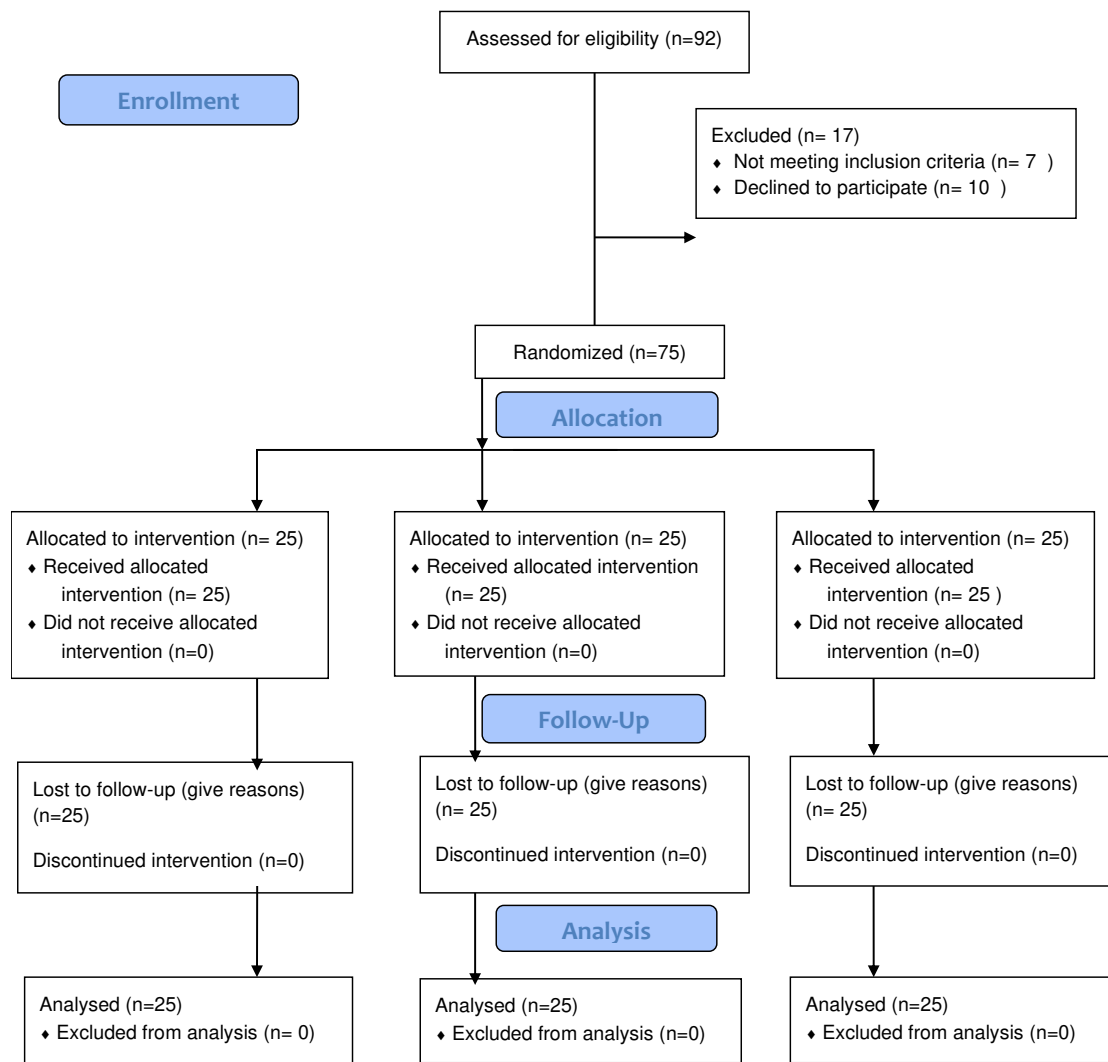 Assessed for eligibility (n=92)
Enrollment
Excluded (n= 17)
♦ Not meeting inclusion criteria (n= 7 )
♦ Declined to participate (n= 10 )
Randomized (n=75)
Allocation
Allocated to intervention (n= 25)
♦ Received allocated
intervention (n= 25)
♦ Did not receive allocated
intervention (n=0)
Allocated to intervention (n= 25)
♦ Received allocated intervention
(n= 25)
♦ Did not receive allocated
intervention (n=0)
Allocated to intervention (n= 25)
♦ Received allocated
intervention (n= 25 )
♦ Did not receive allocated
intervention (n=0)
Follow-Up
Lost to follow-up (give reasons)
(n=25)
Discontinued intervention (n=0)
Lost to follow-up (give reasons)
(n= 25)
Discontinued intervention (n=0)
Lost to follow-up (give reasons)
(n= 25)
Discontinued intervention (n=0)
Analysis
Analysed (n=25)
♦ Excluded from analysis (n= 0)
Analysed (n=25)
♦ Excluded from analysis (n=0)
Analysed (n=25)
♦ Excluded from analysis (n=0)